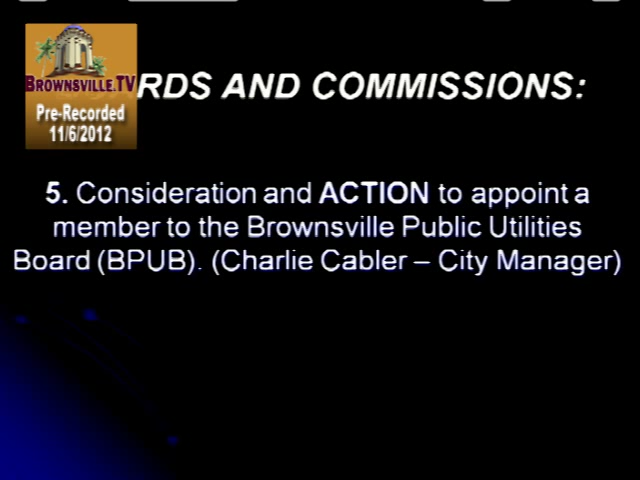 BROWNSVILLE.TV
Pre-Recorded
11/6/2012
RDS AND COMMISSIONS:
5. Consideration and ACTION to appoint a
member to the Brownsville Public Utilities
Board (BPUB). (Charlie Cabler – City Manager)